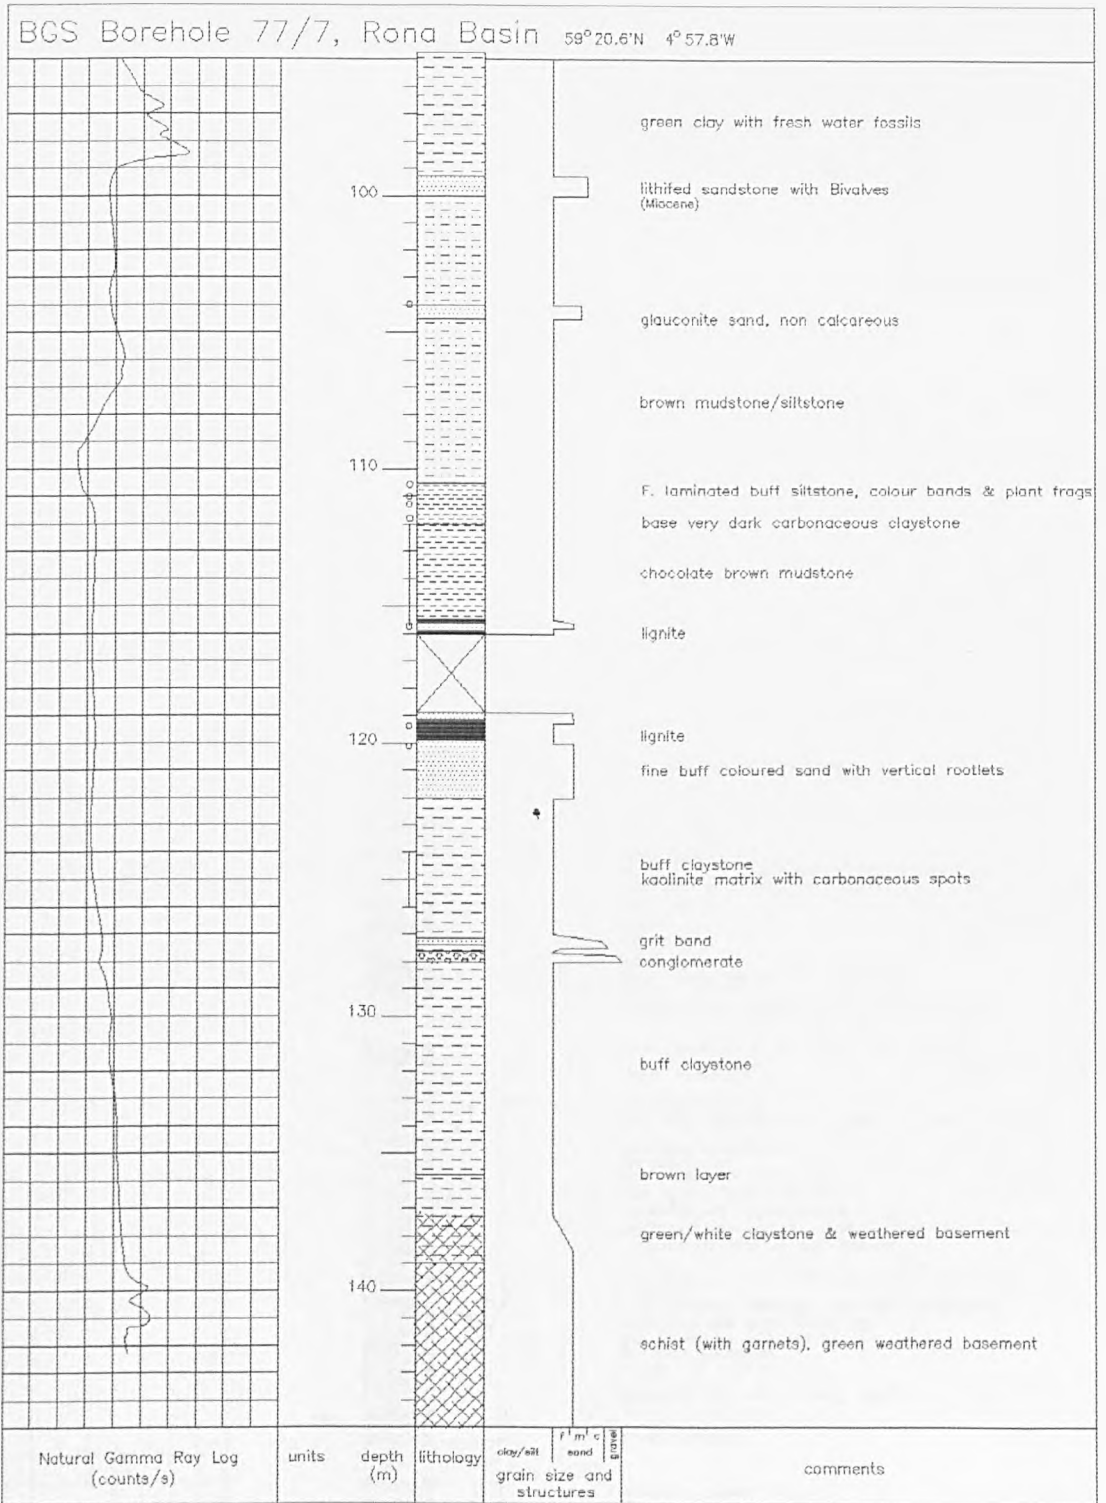 BGS Borehole 77/7, Rona Basin 59°20.6'N 4°57.8'W
green clay with fresh water fossils
100
lithifed sandstone with Bivalves
(Miocene)
glauconite sand, non calcareous
brown mudstone/siltstone
110
F. laminated buff siltstone, colour bands & plant frags
base very dark carbonaceous claystone
chocolate brown mudstone
lignite
120
lignite
fine buff coloured sand with vertical rootlets
buff claystone
kaolinite matrix with carbonaceous spots
grit band
conglomerate
130
buff claystone
brown layer
green/white claystone & weathered basement
140
schist (with garnets), green weathered basement
Natural Gamma Ray Log
(counts/s)
units
depth
(m)
lithology
clay/silt
f m c
sand
gravel
grain size and
structures
comments